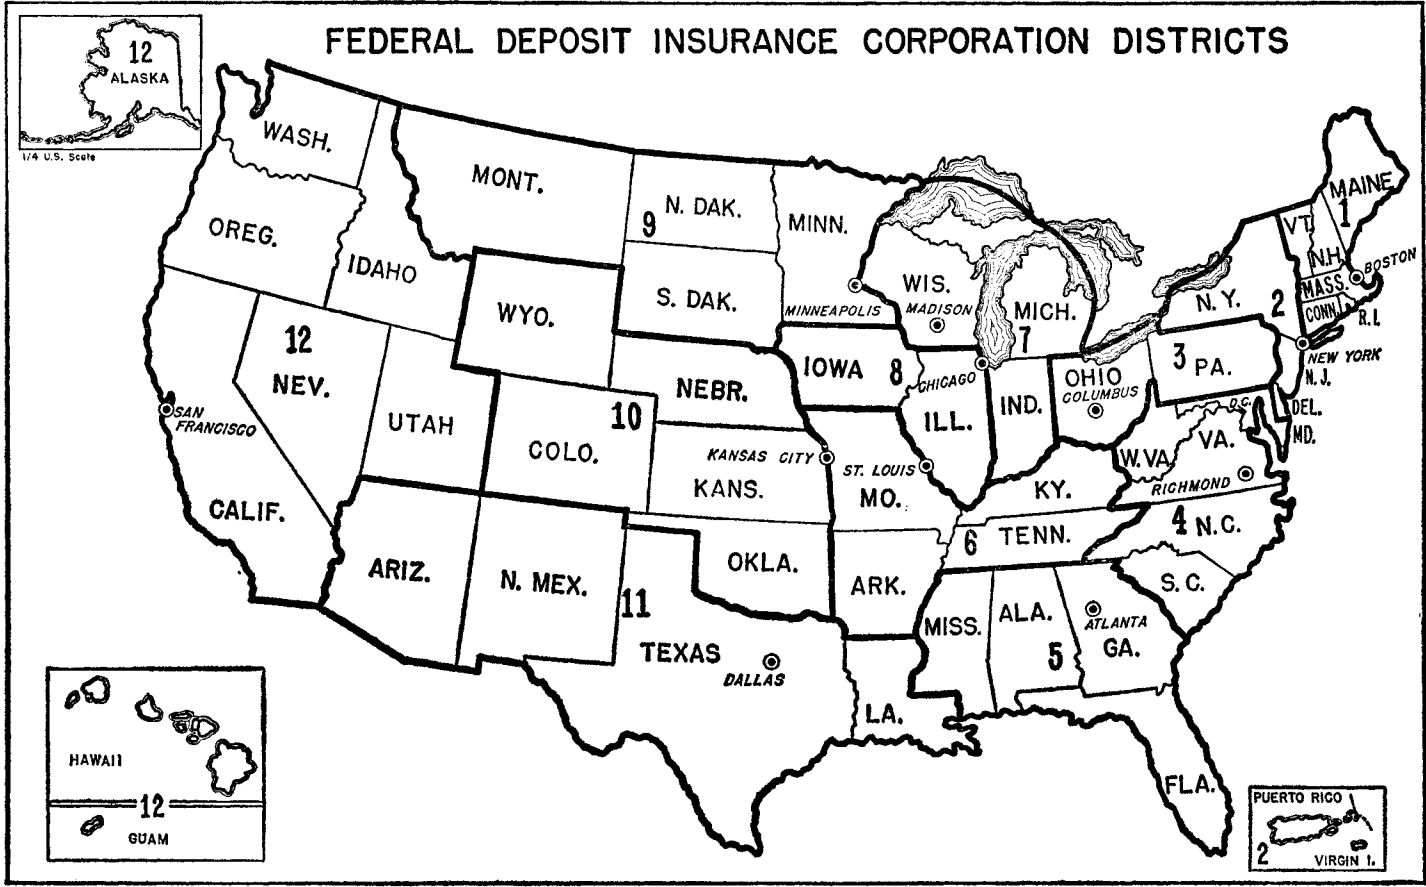 FEDERAL DEPOSIT INSURANCE CORPORATION DISTRICTS
12
ALASKA
1/4 U.S. Scale
WASH.
MONT.
N. DAK.
9
MINN.
OREG.
IDAHO
WYO.
S. DAK.
MINNEAPOLIS
WIS.
MADISON
MICH.
7
MAINE
1
VT.
N.H.
BOSTON
MASS.
CONN.
R.I.
N.Y.
2
NEW YORK
N.J.
3
PA.
12
NEV.
UTAH
SAN
FRANCISCO
CALIF.
NEBR.
IOWA
8
CHICAGO
ILL.
IND.
OHIO
COLUMBUS
D.C.
DEL.
MD.
10
COLO.
KANSAS CITY
KANS.
ST. LOUIS
MO.
KY.
W.VA.
VA.
RICHMOND
4
N.C.
6
TENN.
S.C.
ARIZ.
N. MEX.
OKLA.
ARK.
11
TEXAS
DALLAS
LA.
MISS.
ALA.
5
ATLANTA
GA.
FLA.
HAWAII
12
GUAM
PUERTO RICO
2
VIRGIN I.